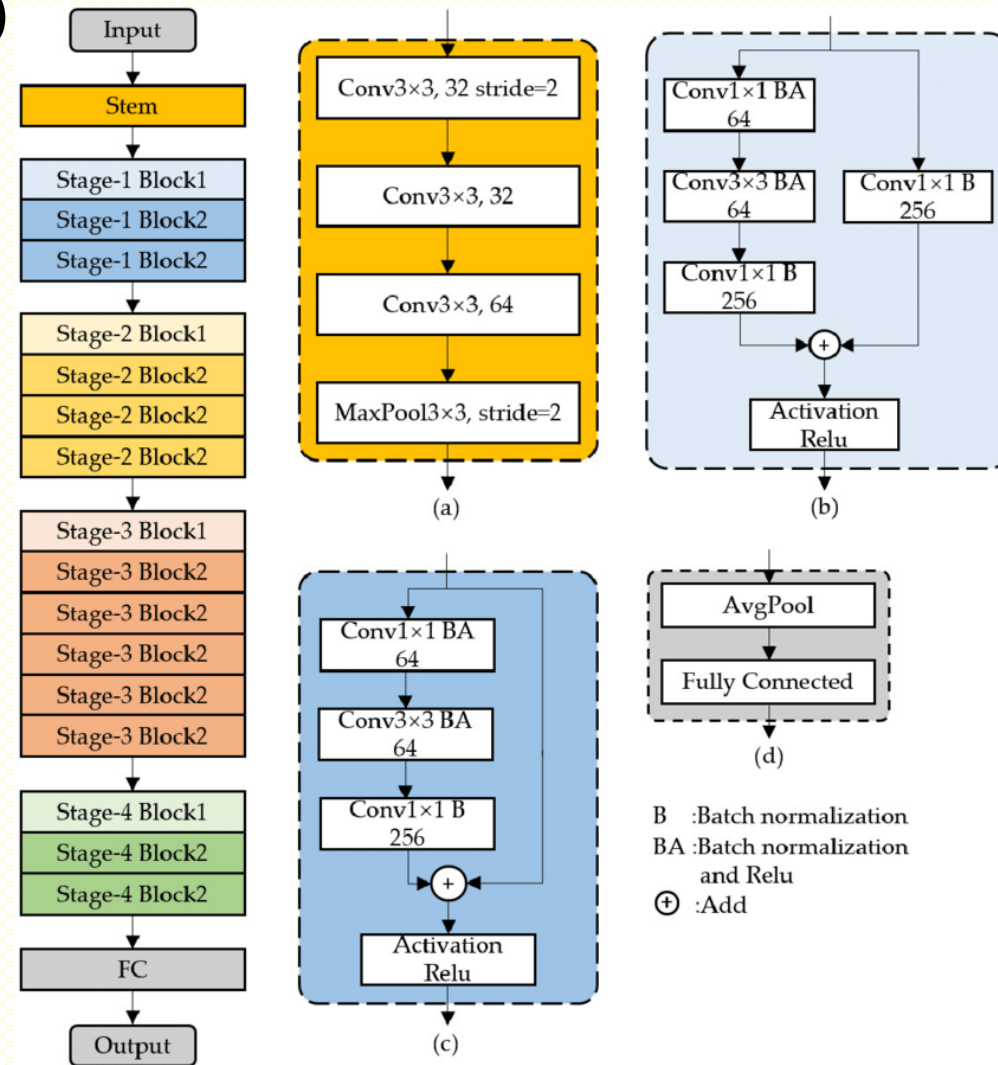 Input
Stem
Stage-1 Block1
Stage-1 Block2
Stage-1 Block2
Stage-2 Block1
Stage-2 Block2
Stage-2 Block2
Stage-2 Block2
Stage-3 Block1
Stage-3 Block2
Stage-3 Block2
Stage-3 Block2
Stage-3 Block2
Stage-3 Block2
Stage-4 Block1
Stage-4 Block2
Stage-4 Block2
FC
Output
Conv3×3, 32 stride=2
Conv3×3, 32
Conv3×3, 64
MaxPool3×3, stride=2
(a)
Conv1×1 BA
64
Conv3×3 BA
64
Conv1×1 B
256
Conv1×1 B
256
+
Activation
Relu
(b)
Conv1×1 BA
64
Conv3×3 BA
64
Conv1×1 B
256
+
Activation
Relu
(c)
AvgPool
Fully Connected
(d)
B :Batch normalization
BA :Batch normalization
and Relu
⊕ :Add